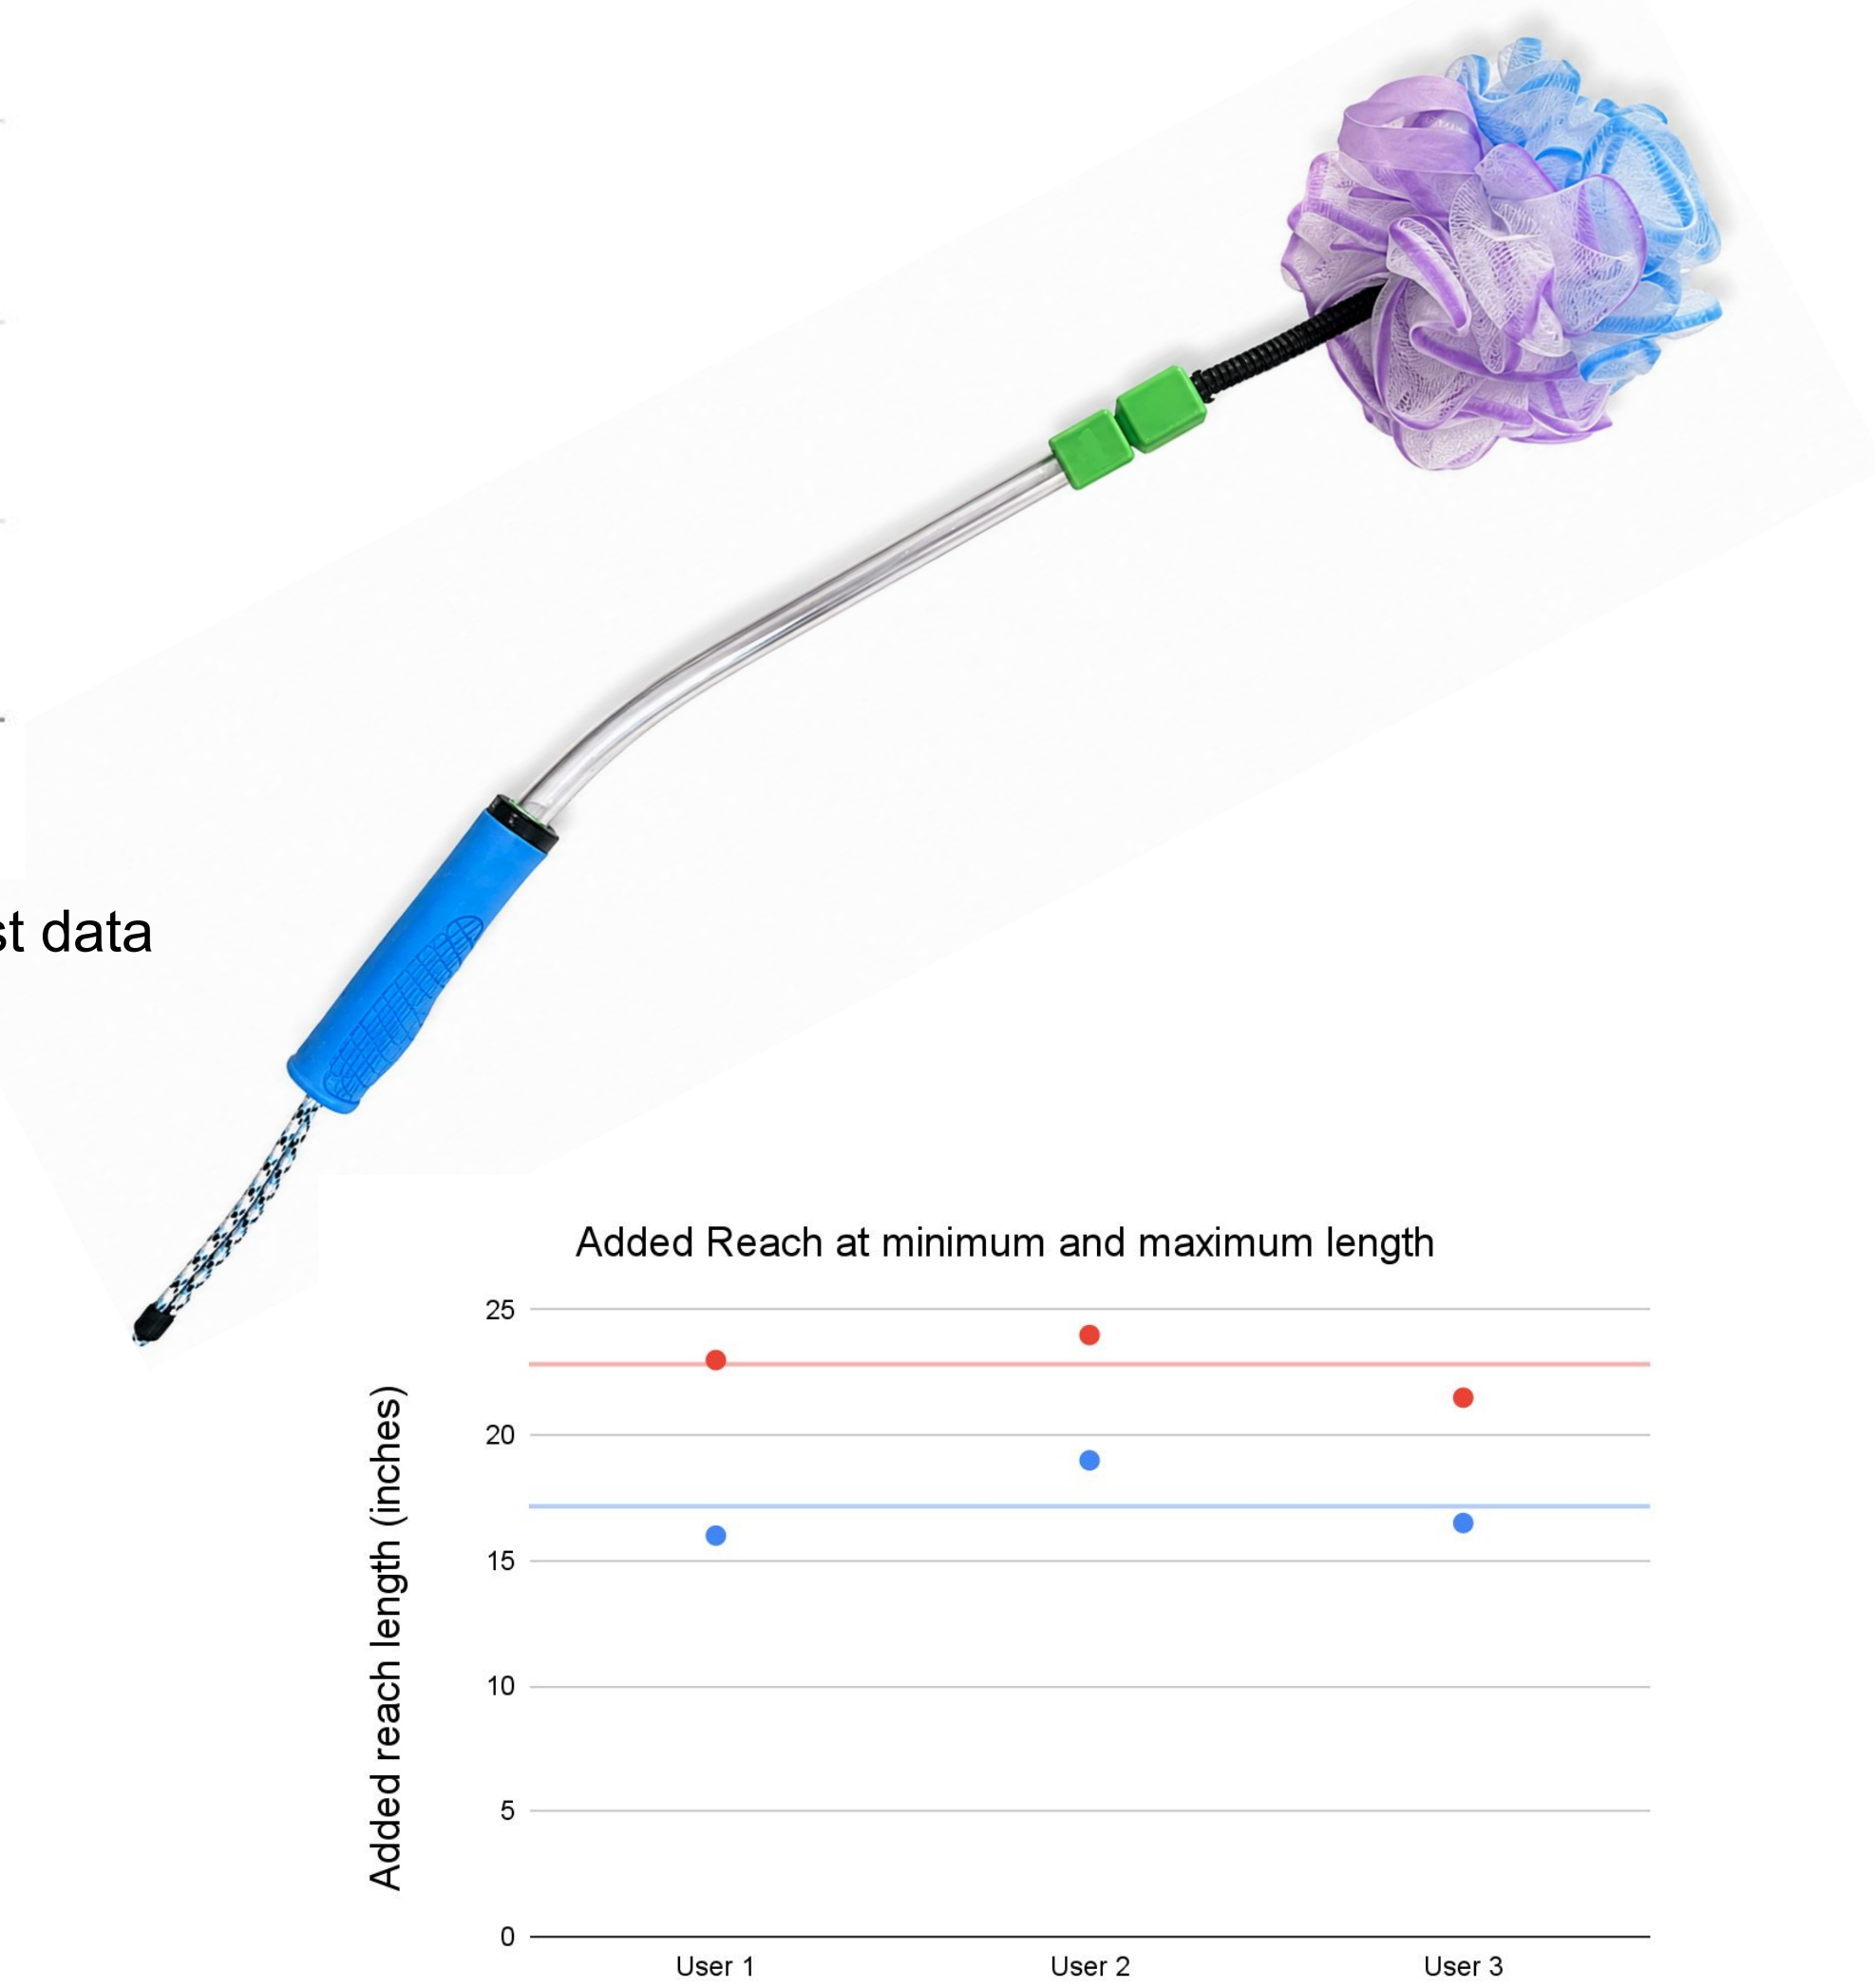 st data
Added Reach at minimum and maximum length
Added reach length (inches)
25
20
15
10
5
0
User 1
User 2
User 3